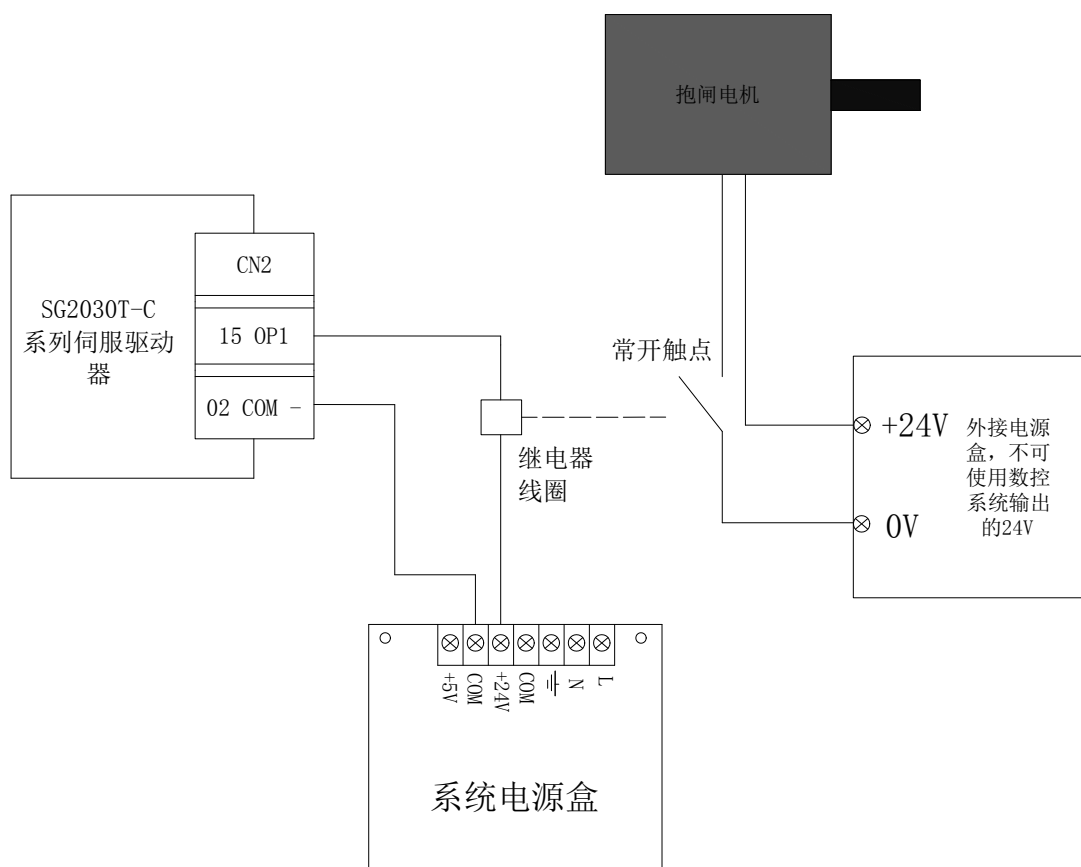 抱闸电机
CN2
SG2030T-C
系列伺服驱动
器
15 OP1
02 COM -
常开触点
继电器
线圈
+24V
0V
外接电源
盒，不可
使用数控
系统输出
的24V
+5V
COM
+24V
COM
N
L
系统电源盒